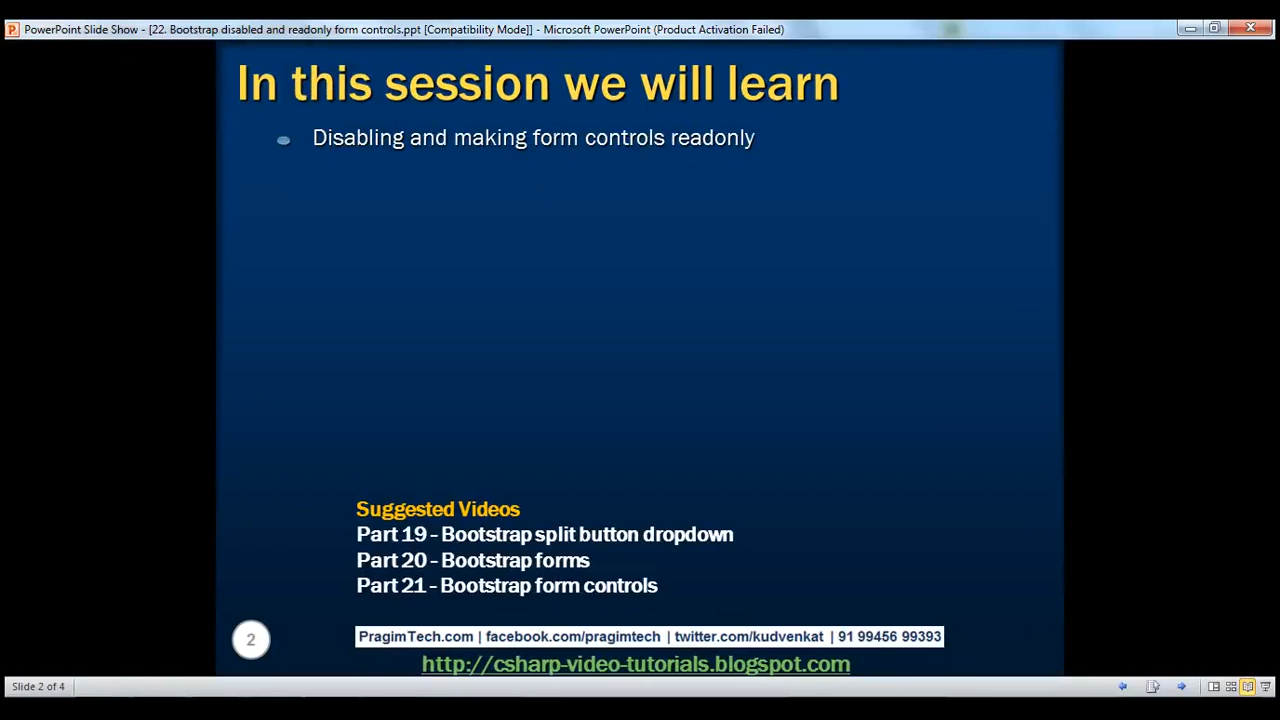 PowerPoint Slide Show - [22. Bootstrap disabled and readonly form controls.ppt [Compatibility Mode]] - Microsoft PowerPoint (Product Activation Failed)
In this session we will learn
Disabling and making form controls readonly
Suggested Videos
Part 19 - Bootstrap split button dropdown
Part 20 - Bootstrap forms
Part 21 - Bootstrap form controls
2
PragimTech.com | facebook.com/pragimtech | twitter.com/kudvenkat | 91 99456 99393
http://csharp-video-tutorials.blogspot.com
Slide 2 of 4